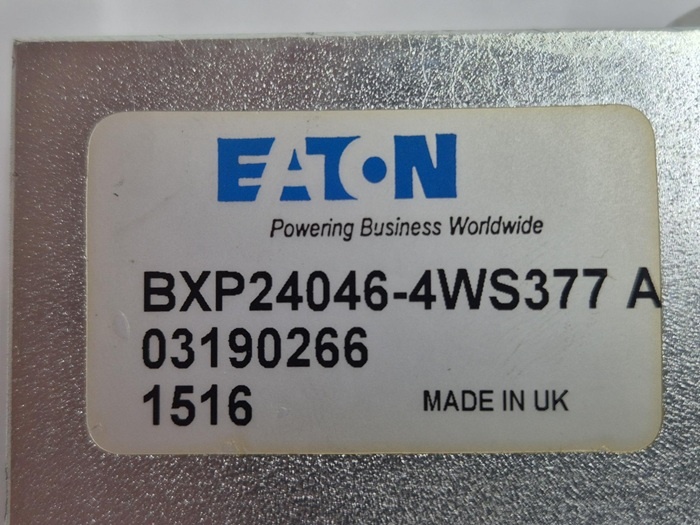 EATON
Powering Business Worldwide
BXP24046-4WS377 A
03190266
1516
MADE IN UK